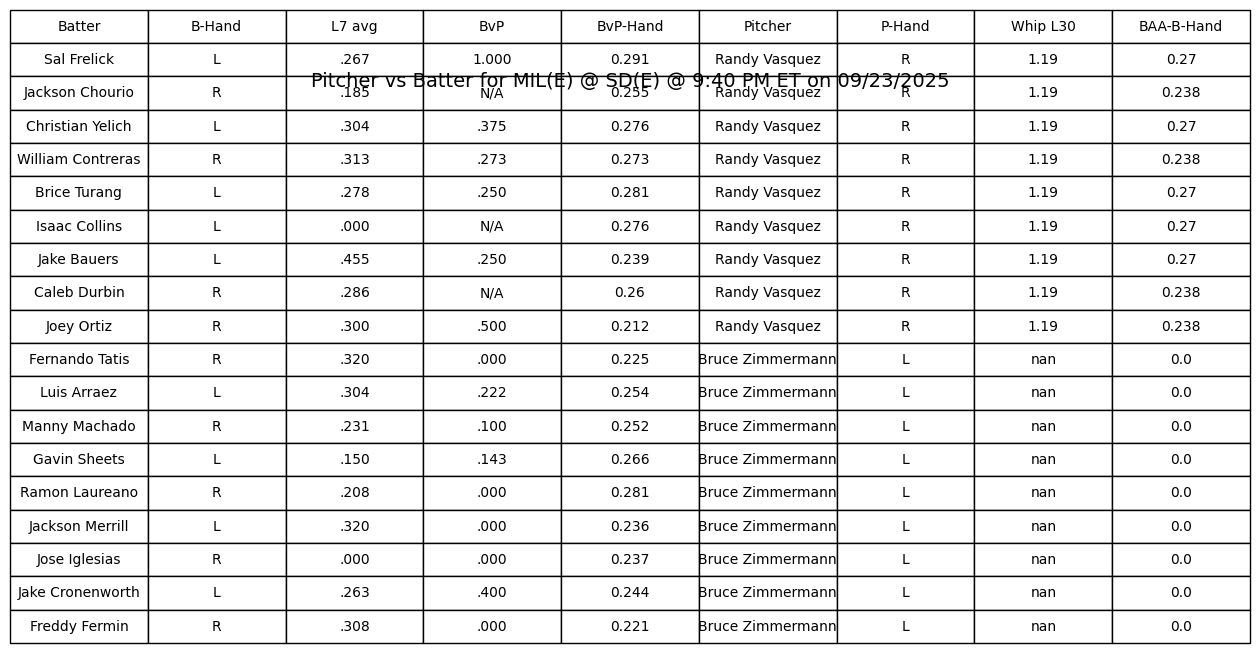 Batter B-Hand L7 avg BvP BvP-Hand Pitcher P-Hand Whip L30 BAA-B-Hand
Sal Frelick L .267 1.000 0.291 Randy Vasquez R 1.19 0.27
Pitcher vs Batter for MIL(E) @ SD(E) @ 9:40 PM ET on 09/23/2025
Jackson Chourio R .185 N/A 0.255 Randy Vasquez R 1.19 0.238
Christian Yelich L .304 .375 0.276 Randy Vasquez R 1.19 0.27
William Contreras R .313 .273 0.273 Randy Vasquez R 1.19 0.238
Brice Turang L .278 .250 0.281 Randy Vasquez R 1.19 0.27
Isaac Collins L .000 N/A 0.276 Randy Vasquez R 1.19 0.27
Jake Bauers L .455 .250 0.239 Randy Vasquez R 1.19 0.27
Caleb Durbin R .286 N/A 0.26 Randy Vasquez R 1.19 0.238
Joey Ortiz R .300 .500 0.212 Randy Vasquez R 1.19 0.238
Fernando Tatis R .320 .000 0.225 Bruce Zimmermann L nan 0.0
Luis Arraez L .304 .222 0.254 Bruce Zimmermann L nan 0.0
Manny Machado R .231 .100 0.252 Bruce Zimmermann L nan 0.0
Gavin Sheets L .150 .143 0.266 Bruce Zimmermann L nan 0.0
Ramon Laureano R .208 .000 0.281 Bruce Zimmermann L nan 0.0
Jackson Merrill L .320 .000 0.236 Bruce Zimmermann L nan 0.0
Jose Iglesias R .000 .000 0.237 Bruce Zimmermann L nan 0.0
Jake Cronenworth L .263 .400 0.244 Bruce Zimmermann L nan 0.0
Freddy Fermin R .308 .000 0.221 Bruce Zimmermann L nan 0.0